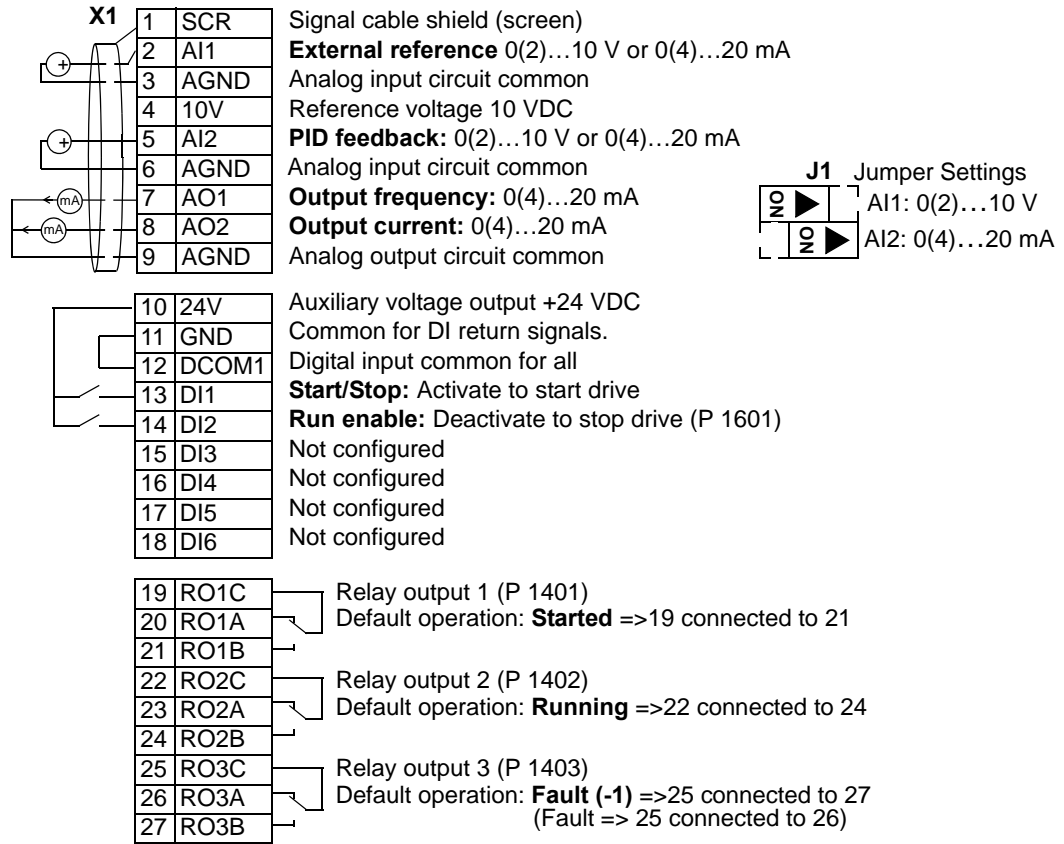 X1
1 SCR Signal cable shield (screen)
2 AI1 External reference 0(2)…10 V or 0(4)…20 mA
3 AGND Analog input circuit common
4 10V Reference voltage 10 VDC
5 AI2 PID feedback: 0(2)…10 V or 0(4)…20 mA
6 AGND Analog input circuit common
7 AO1 Output frequency: 0(4)…20 mA
8 AO2 Output current: 0(4)…20 mA
9 AGND Analog output circuit common
+
+
mA
mA
J1 Jumper Settings
ON AI1: 0(2)…10 V
ON AI2: 0(4)…20 mA
10 24V Auxiliary voltage output +24 VDC
11 GND Common for DI return signals.
12 DCOM1 Digital input common for all
13 DI1 Start/Stop: Activate to start drive
14 DI2 Run enable: Deactivate to stop drive (P 1601)
15 DI3 Not configured
16 DI4 Not configured
17 DI5 Not configured
18 DI6 Not configured
19 RO1C Relay output 1 (P 1401)
20 RO1A Default operation: Started =>19 connected to 21
21 RO1B
22 RO2C Relay output 2 (P 1402)
23 RO2A Default operation: Running =>22 connected to 24
24 RO2B
25 RO3C Relay output 3 (P 1403)
26 RO3A Default operation: Fault (-1) =>25 connected to 27
27 RO3B (Fault => 25 connected to 26)